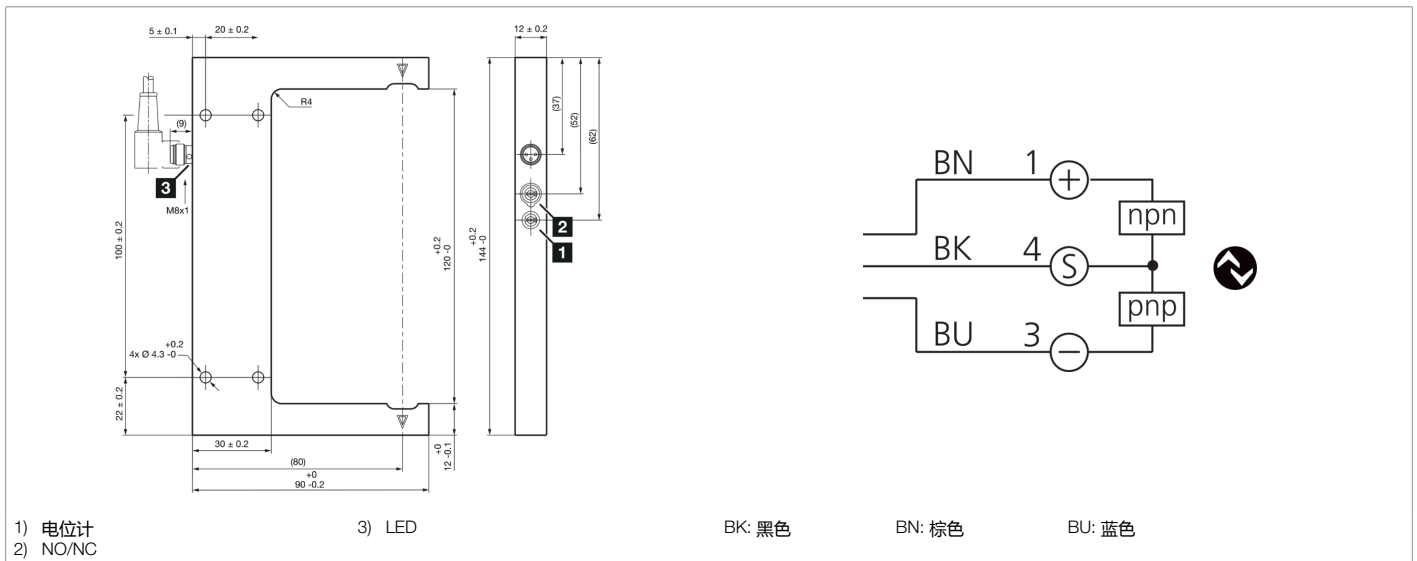 5 ± 0.1
20 ± 0.2
12 ± 0.2
R4
(9)
(37)
(52)
(62)
3
M8x1
2
1
100 ± 0.2
+0.2
120 -0
+0.2
144 -0
+0.2
4x Ø 4.3 -0
22 ± 0.2
30 ± 0.2
(80)
+0
90 -0.2
+0
12 -0.1
BN 1 +
npn
BK 4 S
pnp
BU 3 −
1) 电位计
2) NO/NC
3) LED
BK: 黑色
BN: 棕色
BU: 蓝色